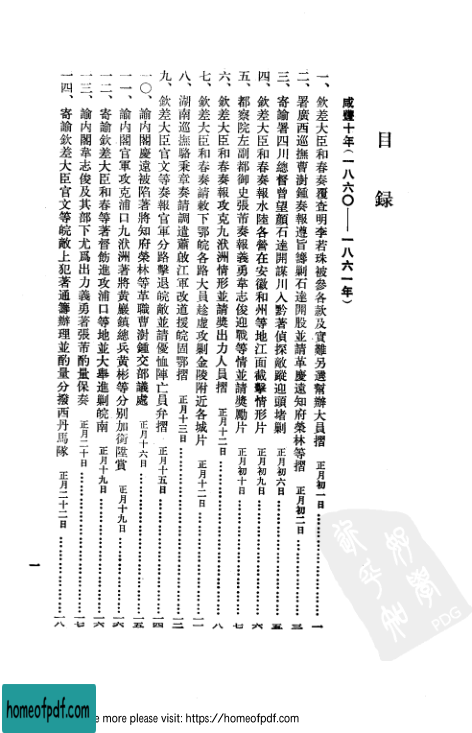 目錄
咸豐十年(一八六〇——一八六一年)
一、欽差大臣和春奏覆查明李若珠被參各款及實難另選幫辦大員摺 正月初一日 一
二、署廣西巡撫曹澍鍾奏報遵旨籌剿石達開股並請革慶遠知府榮林等摺 正月初二日 三
三、寄諭署四川總督曾望顏石達開謀川入黔著偵探敵蹤迎頭堵剿 正月初六日 五
四、欽差大臣和春奏報水陸各營在安徽和州等地江面截擊情形片 正月初九日 六
五、都察院左副都御史張芾奏報義勇韋志俊迎戰等情並請獎勵片 正月初十日 七
六、欽差大臣和春奏報攻克九洑洲情形並請獎出力人員摺 正月十二日 八
七、欽差大臣和春奏請敕下鄂皖各路大員趁虛攻剿金陵附近各城片 正月十二日 一一
八、湖南巡撫駱秉章奏請調遣蕭啟江軍改道援皖固鄂摺 正月十三日 一二
九、欽差大臣官文等奏報官軍分路擊退皖敵並請優恤陣亡員弁摺 正月十五日 一四
一〇、諭內閣慶遠被陷著將知府榮林等革職曹澍鍾交部議處 正月十六日 一五
一一、諭內閣官軍攻克浦口九洑洲著將黃巖鎮總兵黃彬等分別加銜陞賞 正月十九日 一六
一二、寄諭欽差大臣和春等著督飭進攻浦口等地並大舉進剿皖南 正月十九日 一六
一三、諭內閣韋志俊及其部下尤爲出力義勇著張芾酌量保奏 正月二十日 一七
一四、寄諭欽差大臣官文等皖敵上犯著通籌辦理並酌量分撥西丹馬隊 正月二十二日 一八
一
PDG
homeofpdf.com
e more please visit: https://homeofpdf.com